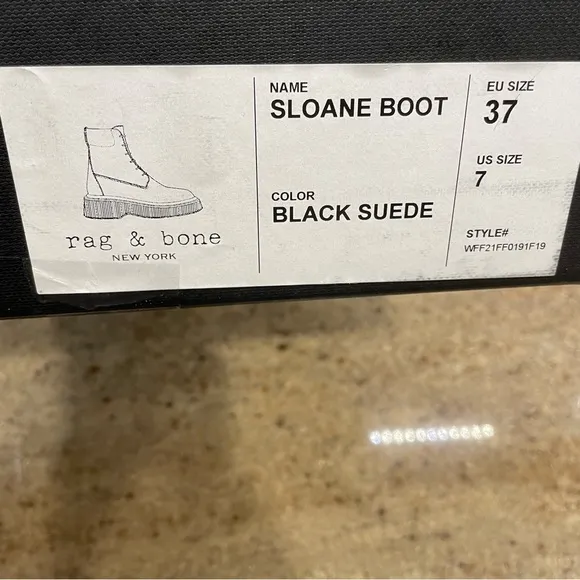 rag & bone
NEW YORK
NAME
SLOANE BOOT
COLOR
BLACK SUEDE
EU SIZE
37
US SIZE
7
STYLE#
WFF21FF0191F19